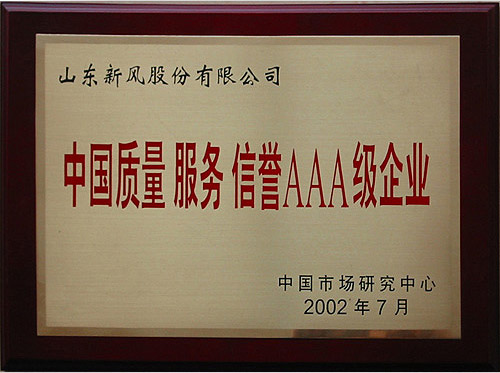 山东新风股份有限公司
中国质量 服务 信誉AAA级企业
中国市场研究中心
2002年7月